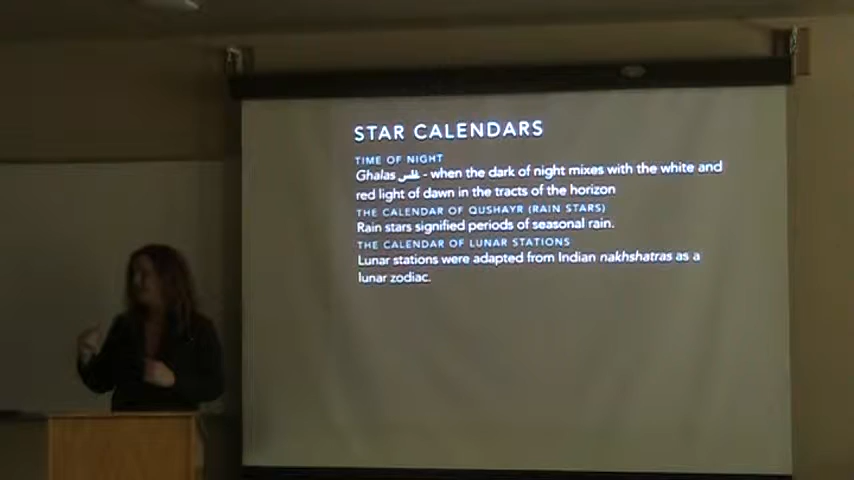 STAR CALENDARS
TIME OF NIGHT
Ghalas غلس - when the dark of night mixes with the white and
red light of dawn in the tracts of the horizon
THE CALENDAR OF QUSHAYR (RAIN STARS)
Rain stars signified periods of seasonal rain.
THE CALENDAR OF LUNAR STATIONS
Lunar stations were adapted from Indian nakhshatras as a
lunar zodiac.